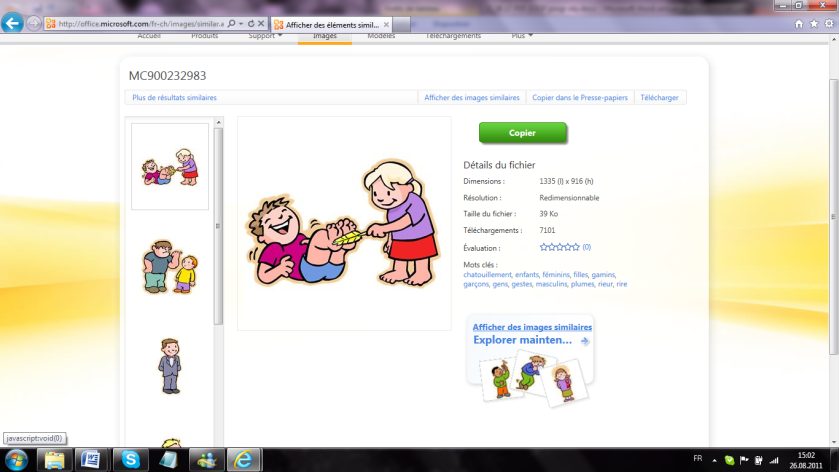 http://office.microsoft.com/fr-ch/images/similar.a
Afficher des éléments simil...
Accueil Produits Support Images Modèles Téléchargements Plus
MC900232983
Plus de résultats similaires Afficher des images similaires Copier dans le Presse-papiers Télécharger
Copier
Détails du fichier
Dimensions : 1335 (l) x 916 (h)
Résolution : Redimensionnable
Taille du fichier : 39 Ko
Téléchargements : 7101
Évaluation : (0)
Mots clés :
chatouillement, enfants, féminins, filles, gamins,
garçons, gens, gestes, masculins, plumes, rieur, rire
Afficher des images similaires
Explorer mainten...
javascript:void(0)
FR
15:02
26.08.2011